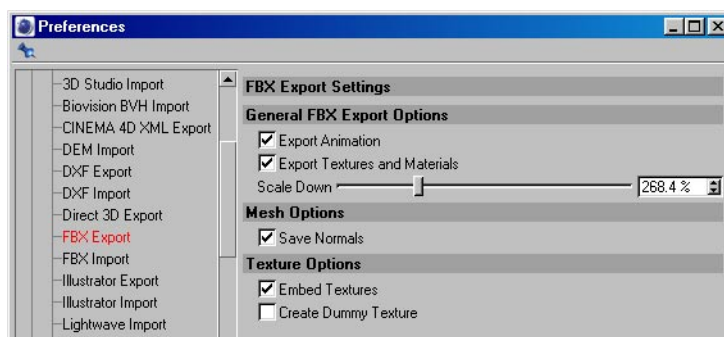 Preferences
3D Studio Import
Biovision BVH Import
CINEMA 4D XML Export
DEM Import
DXF Export
DXF Import
Direct 3D Export
FBX Export
FBX Import
Illustrator Export
Illustrator Import
Lightwave Import
FBX Export Settings
General FBX Export Options
Export Animation
Export Textures and Materials
Scale Down 268.4 %
Mesh Options
Save Normals
Texture Options
Embed Textures
Create Dummy Texture